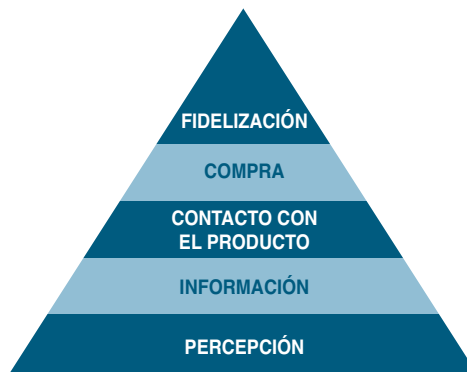 FIDELIZACIÓN
COMPRA
CONTACTO CON
EL PRODUCTO
INFORMACIÓN
PERCEPCIÓN